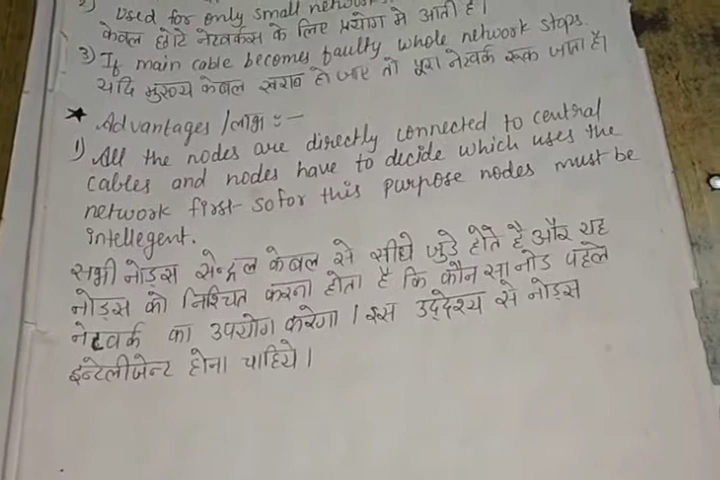 2) Used for only small network.
केवल छोटे नेटवर्कस के लिए प्रयोग मे आती है।
3) If main cable becomes faulty whole network stops.
यदि मुख्य केबल खराब हो जाए तो पूरा नेटवर्क रूक जाता है।
★ Advantages / लाभ :-
1) All the nodes are directly connected to central
cables and nodes have to decide which uses the
network first- so for this purpose nodes must be
intellegent.
सभी नोड्स सेन्ट्रल केबल से सीधे जुड़े होते है और यह
नोड्स को निश्चित करना होता है कि कौन सा नोड पहले
नेटवर्क का उपयोग करेगा। इस उद्देश्य से नोड्स
इन्टेलीजेन्ट होना चाहिये।